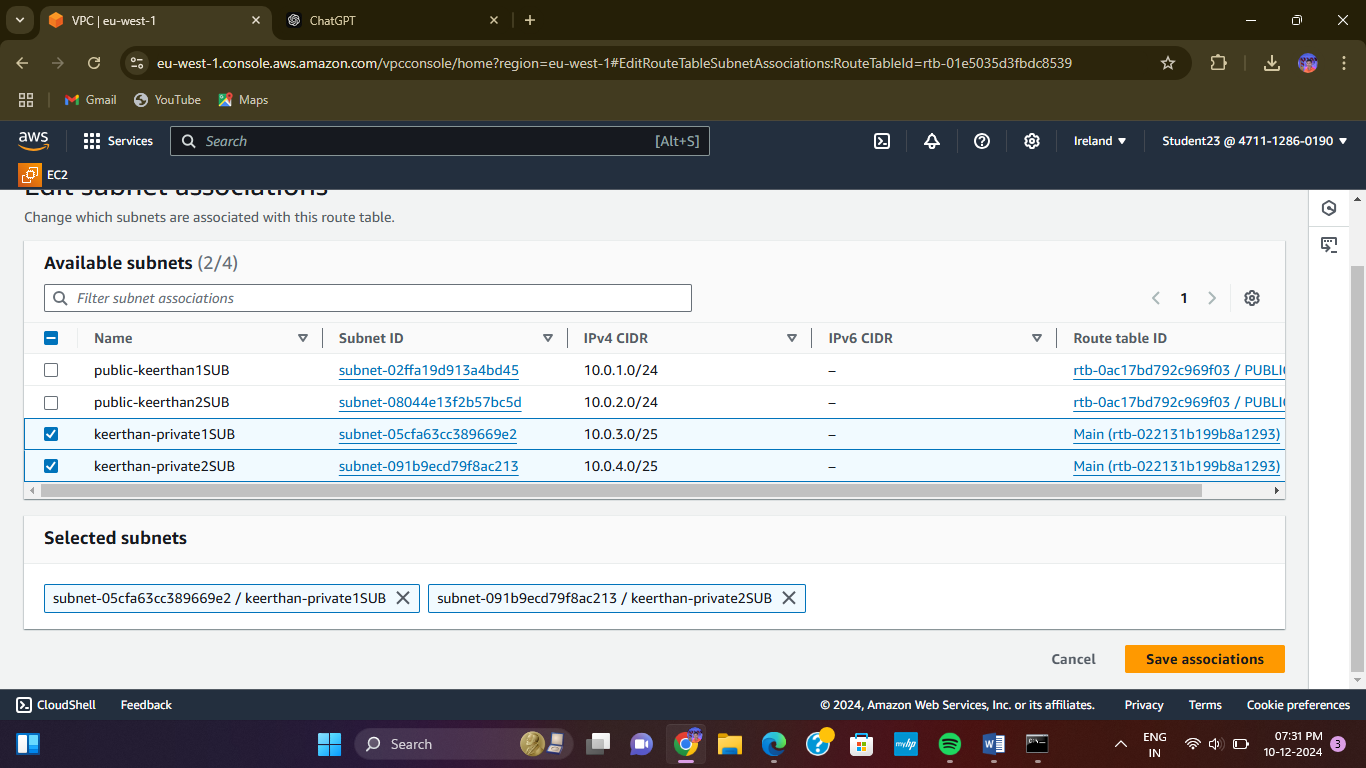 VPC | eu-west-1
ChatGPT
eu-west-1.console.aws.amazon.com/vpcconsole/home?region=eu-west-1#EditRouteTableSubnetAssociations:RouteTableId=rtb-01e5035d3fbdc8539
Gmail YouTube Maps
aws Services Search [Alt+S] Ireland Student23 @ 4711-1286-0190
EC2
Edit subnet associations
Change which subnets are associated with this route table.
Available subnets (2/4)
Filter subnet associations
1
Name Subnet ID IPv4 CIDR IPv6 CIDR Route table ID
public-keerthan1SUB subnet-02ffa19d913a4bd45 10.0.1.0/24 – rtb-0ac17bd792c969f03 / PUBLI
public-keerthan2SUB subnet-08044e13f2b57bc5d 10.0.2.0/24 – rtb-0ac17bd792c969f03 / PUBLI
keerthan-private1SUB subnet-05cfa63cc389669e2 10.0.3.0/25 – Main (rtb-022131b199b8a1293)
keerthan-private2SUB subnet-091b9ecd79f8ac213 10.0.4.0/25 – Main (rtb-022131b199b8a1293)
Selected subnets
subnet-05cfa63cc389669e2 / keerthan-private1SUB
subnet-091b9ecd79f8ac213 / keerthan-private2SUB
Cancel Save associations
CloudShell Feedback © 2024, Amazon Web Services, Inc. or its affiliates. Privacy Terms Cookie preferences
Search
myhp
ENG
IN
07:31 PM
10-12-2024
3